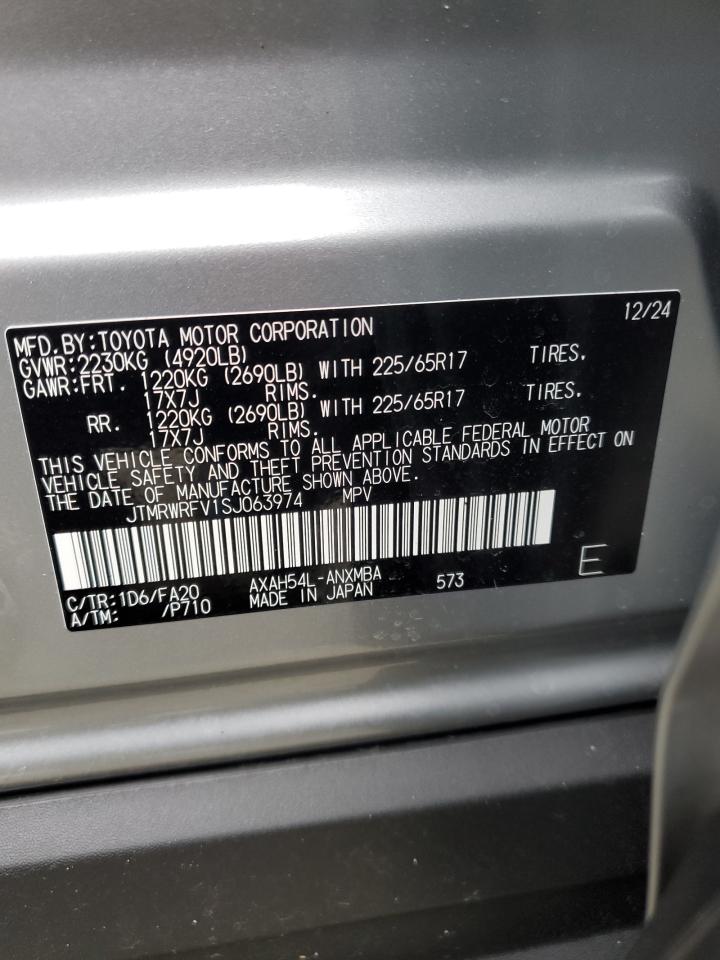 12/24
MFD. BY: TOYOTA MOTOR CORPORATION
GVWR: 2230KG (4920LB)
GAWR: FRT. 1220KG (2690LB) WITH 225/65R17 TIRES.
17X7J RIMS.
RR. 1220KG (2690LB) WITH 225/65R17 TIRES.
17X7J RIMS.
THIS VEHICLE CONFORMS TO ALL APPLICABLE FEDERAL MOTOR
VEHICLE SAFETY AND THEFT PREVENTION STANDARDS IN EFFECT ON
THE DATE OF MANUFACTURE SHOWN ABOVE.
JTMRWRFV1SJ063974 MPV
C/TR: 1D6/FA20 AXAH54L-ANXMBA 573 E
A/TM: /P710 MADE IN JAPAN